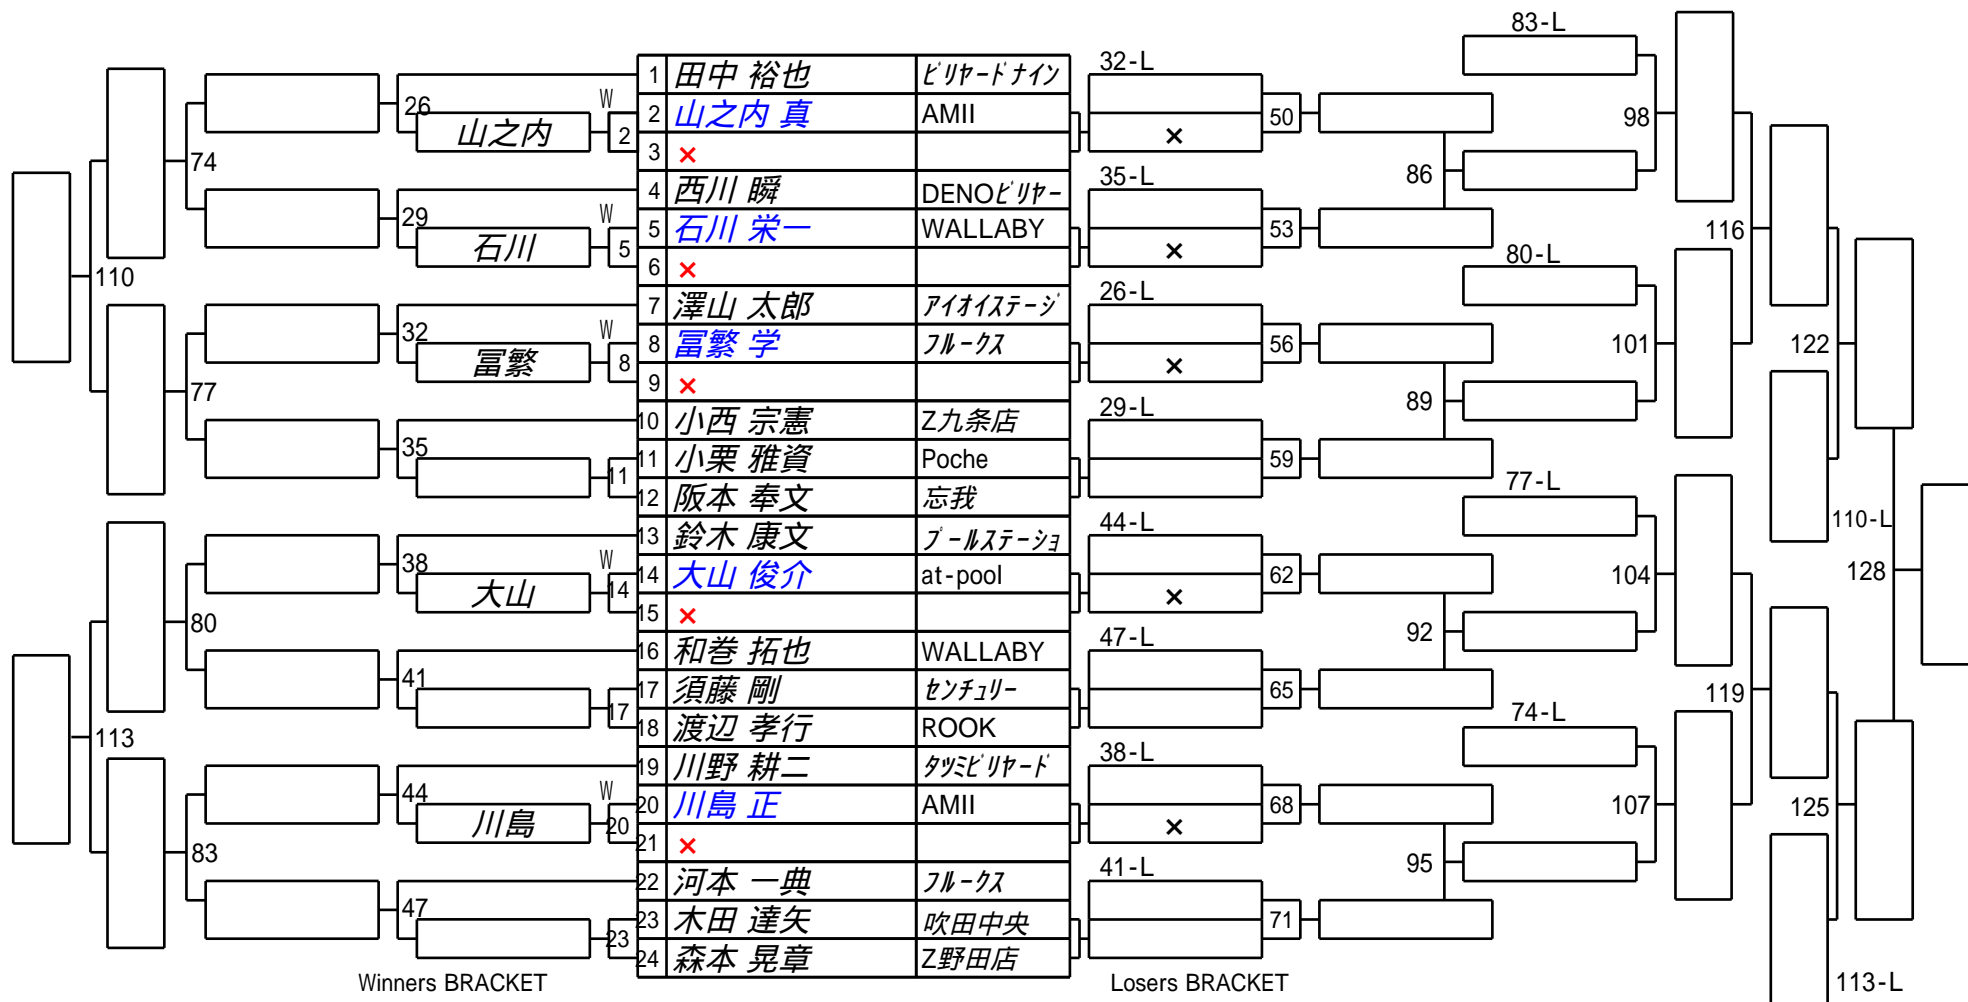 83-L
32-L
1 田中 裕也 ﾋﾞﾘﾔｰﾄﾞﾅｲﾝ
26 W
2 山之内 真 AMII
山之内 2 50 98
3 × ×
74 86
4 西川 瞬 DENOﾋﾞﾘﾔｰ 35-L
29 W
5 石川 栄一 WALLABY 53 116
石川 5 ×
6 × 80-L
110
7 澤山 太郎 ｱｲｵｲｽﾃｰｼﾞ 26-L
32 W
8 冨繁 学 ﾌﾙｰｸｽ 56 101 122
冨繁 8 ×
9 ×
77 89
10 小西 宗憲 Z九条店 29-L
35
11 小栗 雅資 Poche 59
11
12 阪本 奉文 忘我 77-L
13 鈴木 康文 ﾌﾟｰﾙｽﾃｰｼｮ 44-L 110-L
38 W
14 大山 俊介 at-pool 62 104 128
大山 14 ×
15 ×
80 92
16 和巻 拓也 WALLABY 47-L
41
17 須藤 剛 ｾﾝﾁｭﾘｰ 65 119
17
18 渡辺 孝行 ROOK 74-L
113
19 川野 耕二 ﾀﾂﾐﾋﾞﾘﾔｰﾄﾞ 38-L
44 W
20 川島 正 AMII 68 107 125
川島 20 ×
21 ×
83 95
22 河本 一典 ﾌﾙｰｸｽ 41-L
47
23 木田 達矢 吹田中央 71
23
24 森本 晃章 Z野田店
Winners BRACKET Losers BRACKET 113-L